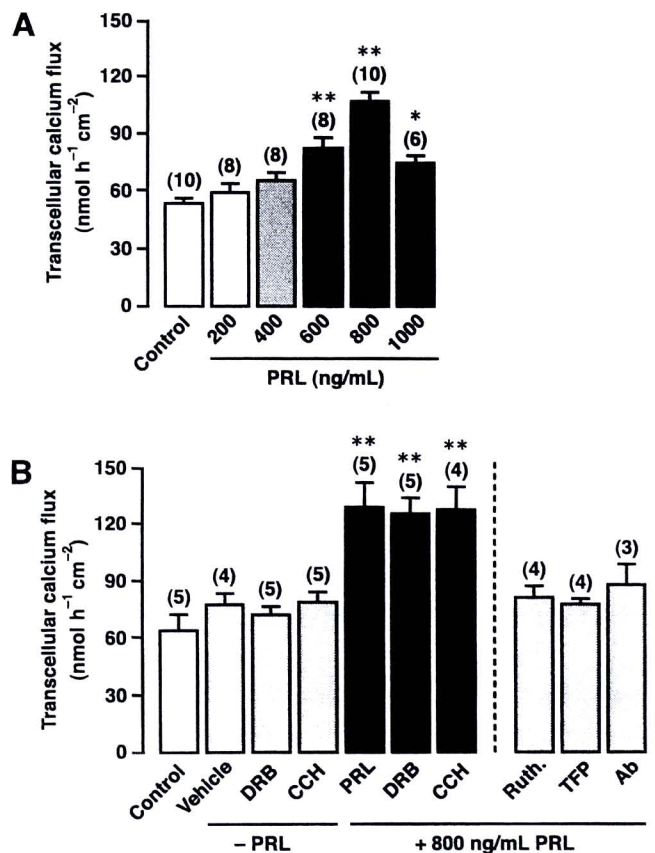 A
Transcellular calcium flux
(nmol h⁻¹ cm⁻²)
150
120
90
60
30
0
(10)
(8)
(8)
**
(8)
**
(10)
*
(6)
Control
200
400
600
800
1000
PRL (ng/mL)
B
Transcellular calcium flux
(nmol h⁻¹ cm⁻²)
150
120
90
60
30
0
(5)
(4)
(5)
(5)
**
(5)
**
(5)
**
(4)
(4)
(4)
(3)
Control
Vehicle
DRB
CCH
PRL
DRB
CCH
Ruth.
TFP
Ab
– PRL
+ 800 ng/mL PRL